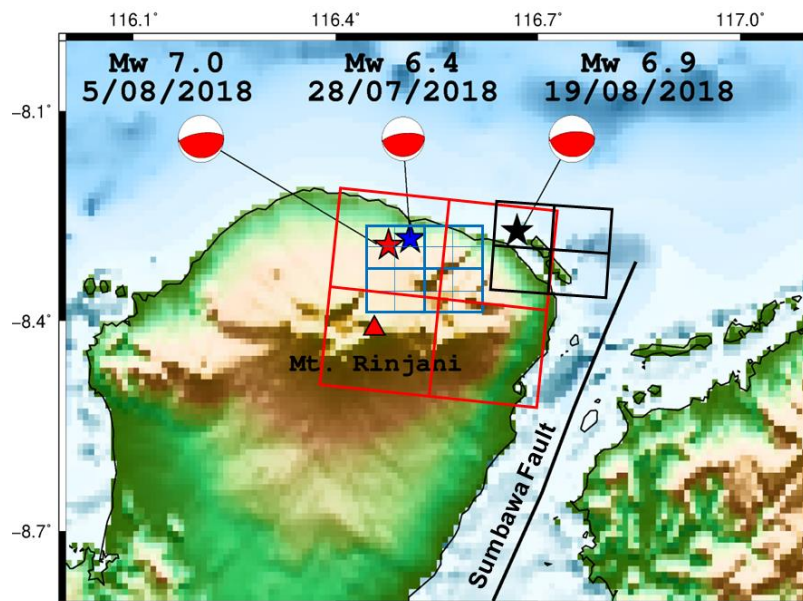 116.1° 116.4° 116.7° 117.0°
Mw 7.0 Mw 6.4 Mw 6.9
5/08/2018 28/07/2018 19/08/2018
-8.1°
-8.4°
Mt. Rinjani
Sumbawa Fault
-8.7°